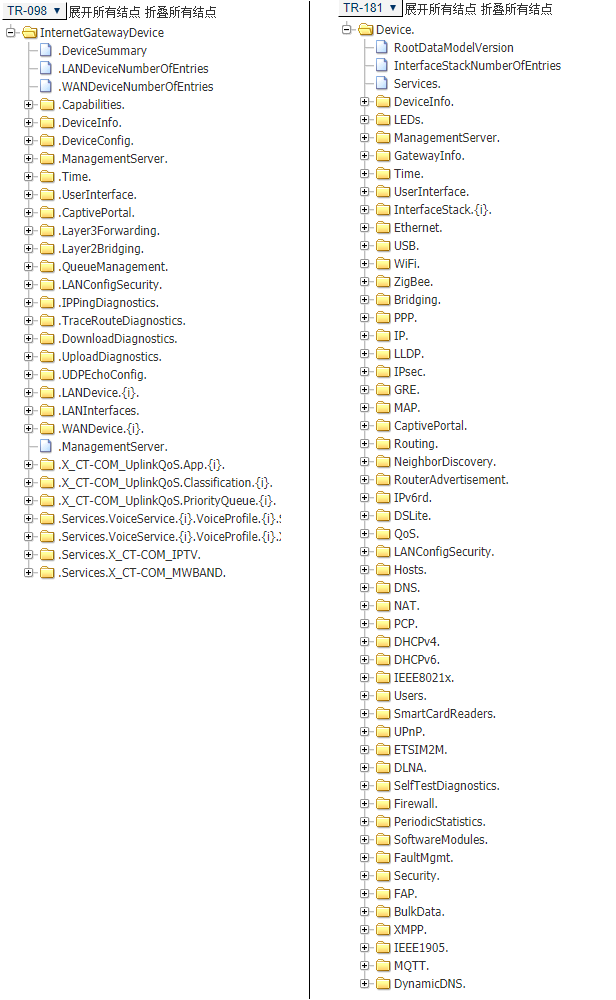 TR-098 展开所有结点 折叠所有结点
InternetGatewayDevice
.DeviceSummary
.LANDeviceNumberOfEntries
.WANDeviceNumberOfEntries
.Capabilities.
.DeviceInfo.
.DeviceConfig.
.ManagementServer.
.Time.
.UserInterface.
.CaptivePortal.
.Layer3Forwarding.
.Layer2Bridging.
.QueueManagement.
.LANConfigSecurity.
.IPPingDiagnostics.
.TraceRouteDiagnostics.
.DownloadDiagnostics.
.UploadDiagnostics.
.UDPEchoConfig.
.LANDevice.{i}.
.LANInterfaces.
.WANDevice.{i}.
.ManagementServer.
.X_CT-COM_UplinkQoS.App.{i}.
.X_CT-COM_UplinkQoS.Classification.{i}.
.X_CT-COM_UplinkQoS.PriorityQueue.{i}.
.Services.VoiceService.{i}.VoiceProfile.{i}.
.Services.VoiceService.{i}.VoiceProfile.{i}.
.Services.X_CT-COM_IPTV.
.Services.X_CT-COM_MWBAND.
TR-181 展开所有结点 折叠所有结点
Device.
RootDataModelVersion
InterfaceStackNumberOfEntries
Services.
DeviceInfo.
LEDs.
ManagementServer.
GatewayInfo.
Time.
UserInterface.
InterfaceStack.{i}.
Ethernet.
USB.
WiFi.
ZigBee.
Bridging.
PPP.
IP.
LLDP.
IPsec.
GRE.
MAP.
CaptivePortal.
Routing.
NeighborDiscovery.
RouterAdvertisement.
IPv6rd.
DSLite.
QoS.
LANConfigSecurity.
Hosts.
DNS.
NAT.
PCP.
DHCPv4.
DHCPv6.
IEEE8021x.
Users.
SmartCardReaders.
UPnP.
ETSIM2M.
DLNA.
SelfTestDiagnostics.
Firewall.
PeriodicStatistics.
SoftwareModules.
FaultMgmt.
Security.
FAP.
BulkData.
XMPP.
IEEE1905.
MQTT.
DynamicDNS.